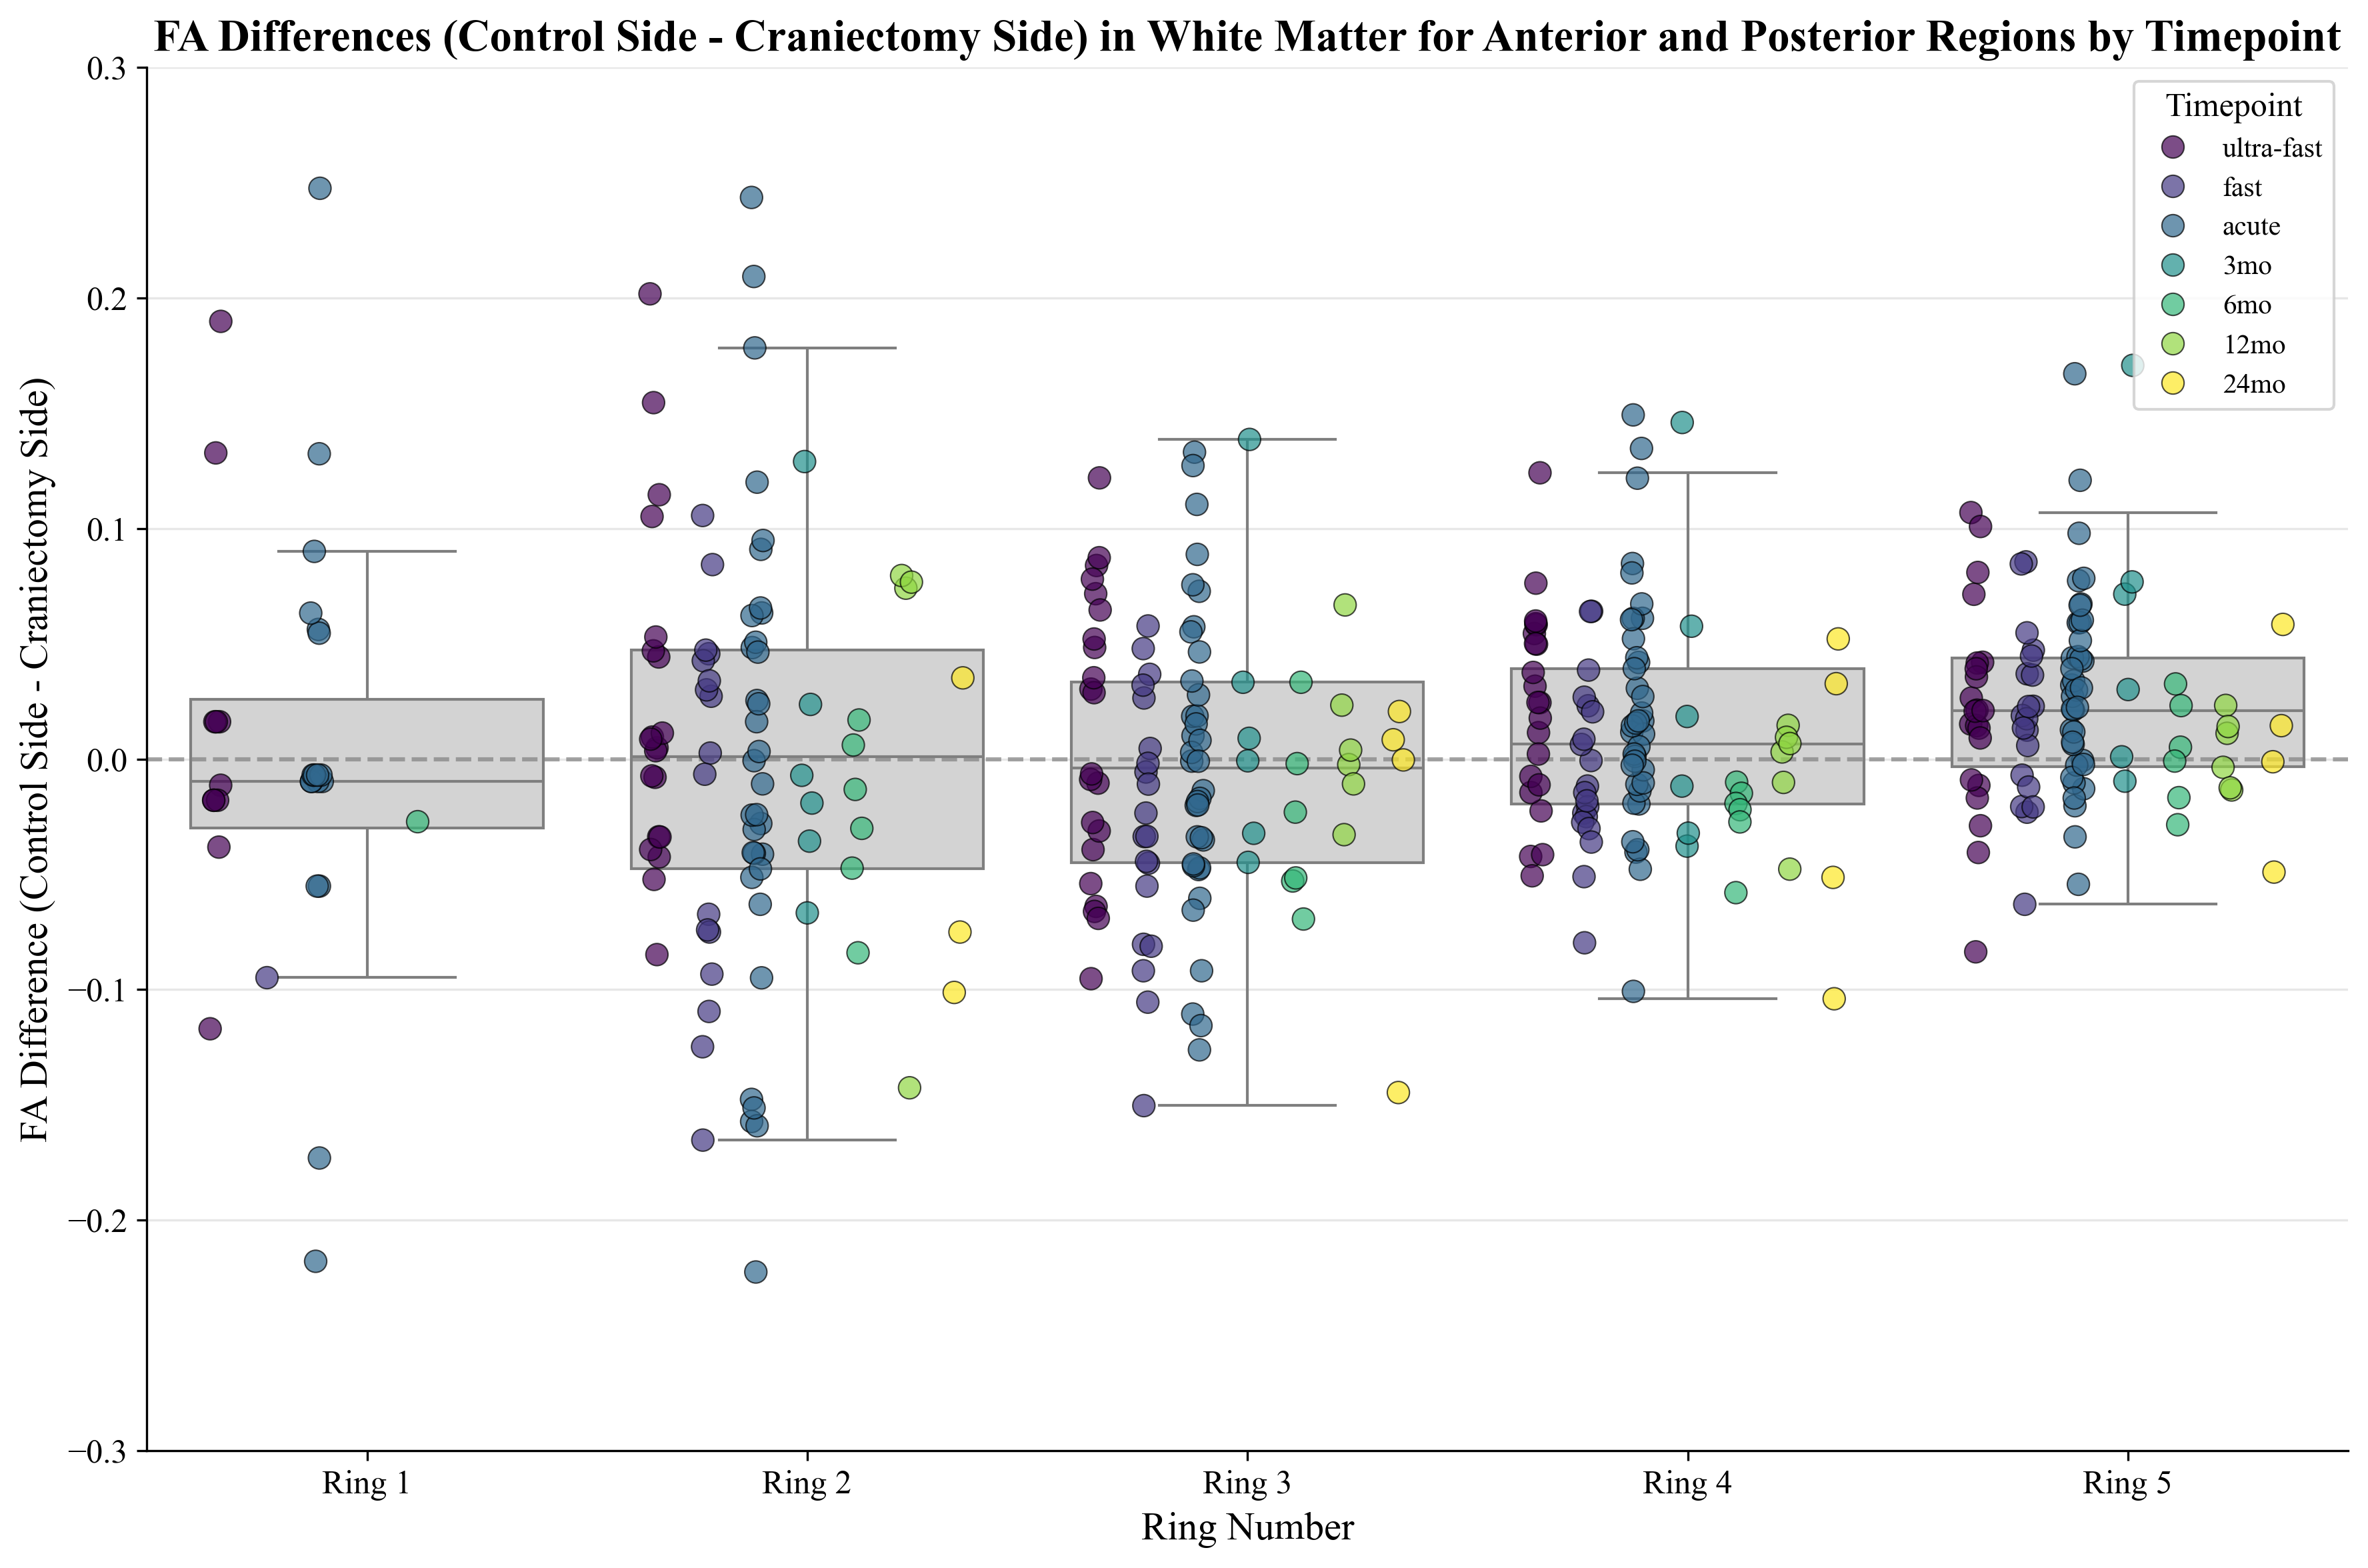 FA Differences (Control Side - Craniectomy Side) in White Matter for Anterior and Posterior Regions by Timepoint
FA Difference (Control Side - Craniectomy Side)
0.3
0.2
0.1
0.0
−0.1
−0.2
−0.3
Timepoint
ultra-fast
fast
acute
3mo
6mo
12mo
24mo
Ring 1
Ring 2
Ring 3
Ring 4
Ring 5
Ring Number